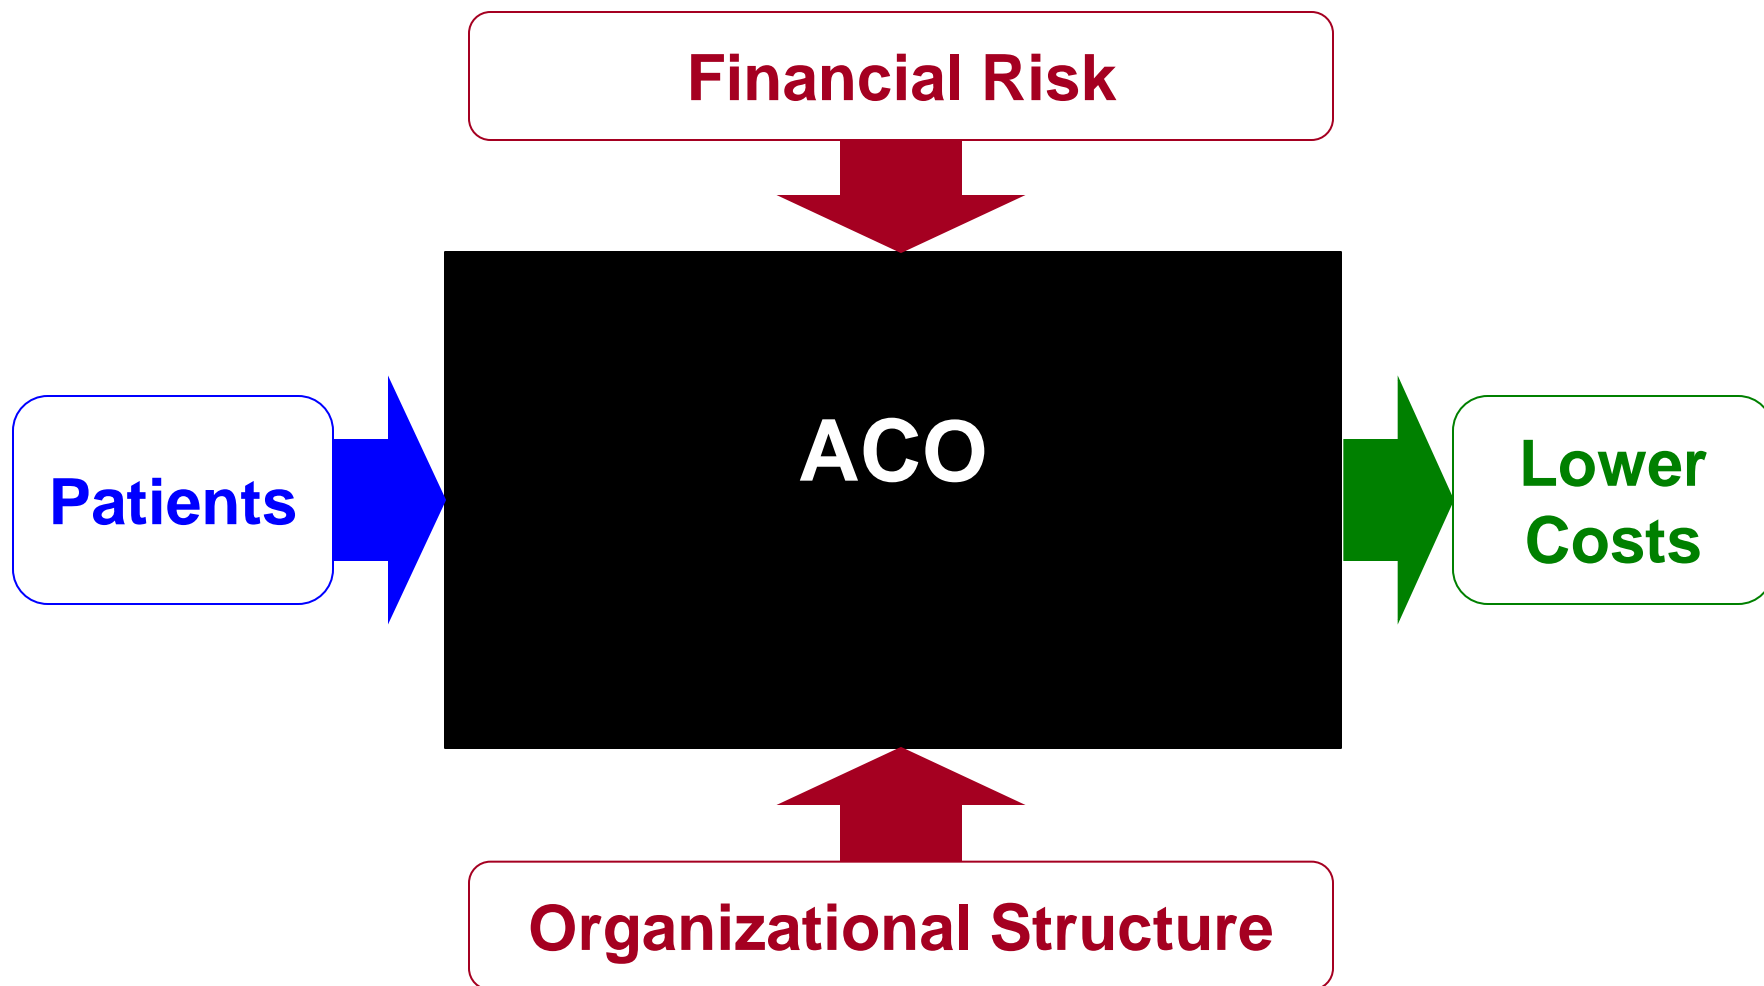 Financial Risk
ACO
Patients
Lower
Costs
Organizational Structure